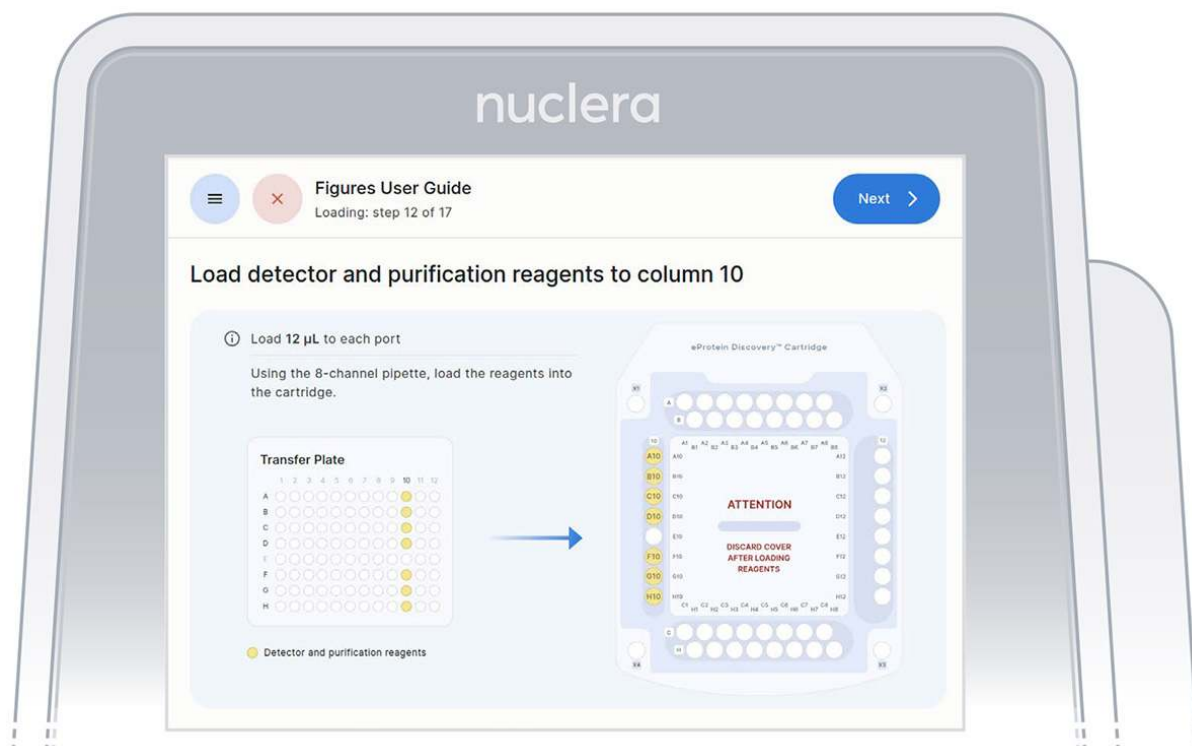 nuclera
Figures User Guide
Loading: step 12 of 17
Next
Load detector and purification reagents to column 10
Load 12 µL to each port
Using the 8-channel pipette, load the reagents into
the cartridge.
Transfer Plate
1 2 3 4 5 6 7 8 9 10 11 12
A
B
C
D
E
F
G
H
Detector and purification reagents
eProtein Discovery™ Cartridge
A
B
10
12
A1 A2 A3 A4 A5 A6 A7 A8
B1 B2 B3 B4 B5 B6 B7 B8
A10 A10 A12
B10 B10 B12
C10 C10 C12
D10 D10 D12
E10 E12
F10 F10 F12
G10 G10 G12
H10 H10 H12
ATTENTION
DISCARD COVER
AFTER LOADING
REAGENTS
C1 C2 C3 C4 C5 C6 C7 C8
H1 H2 H3 H4 H5 H6 H7 H8
C
H